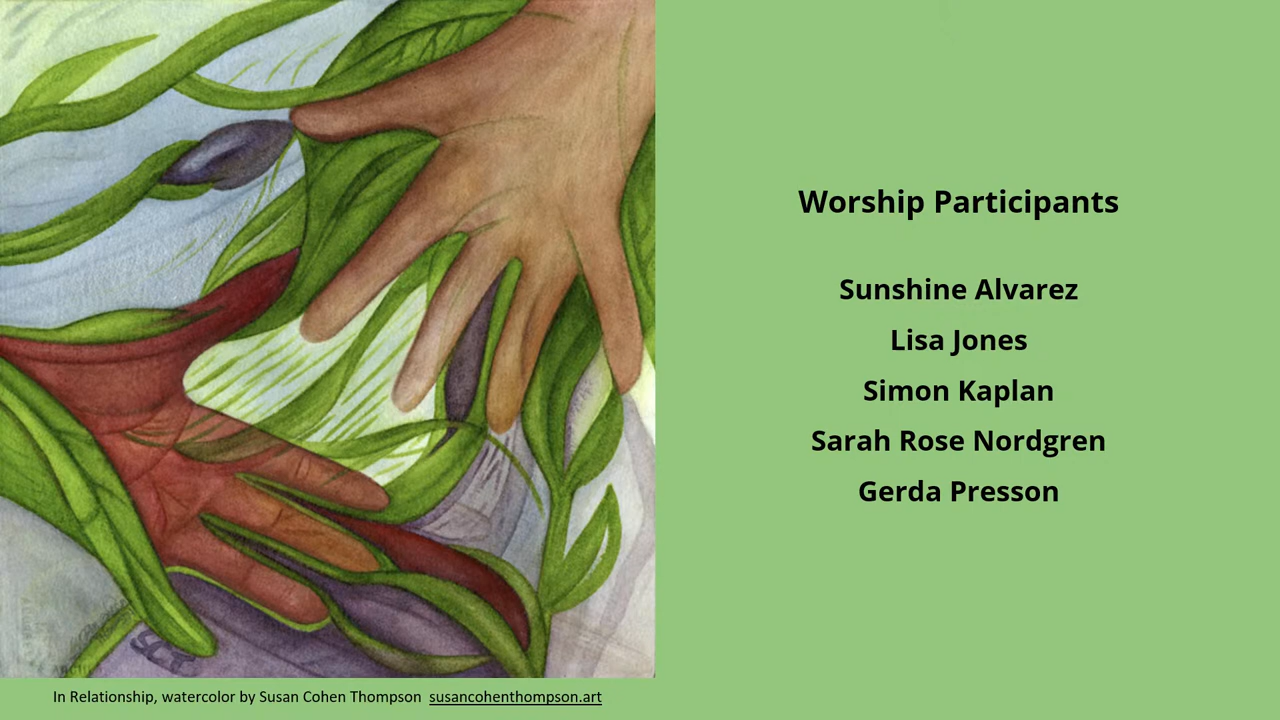 Worship Participants
Sunshine Alvarez
Lisa Jones
Simon Kaplan
Sarah Rose Nordgren
Gerda Presson
In Relationship, watercolor by Susan Cohen Thompson susancohenthompson.art